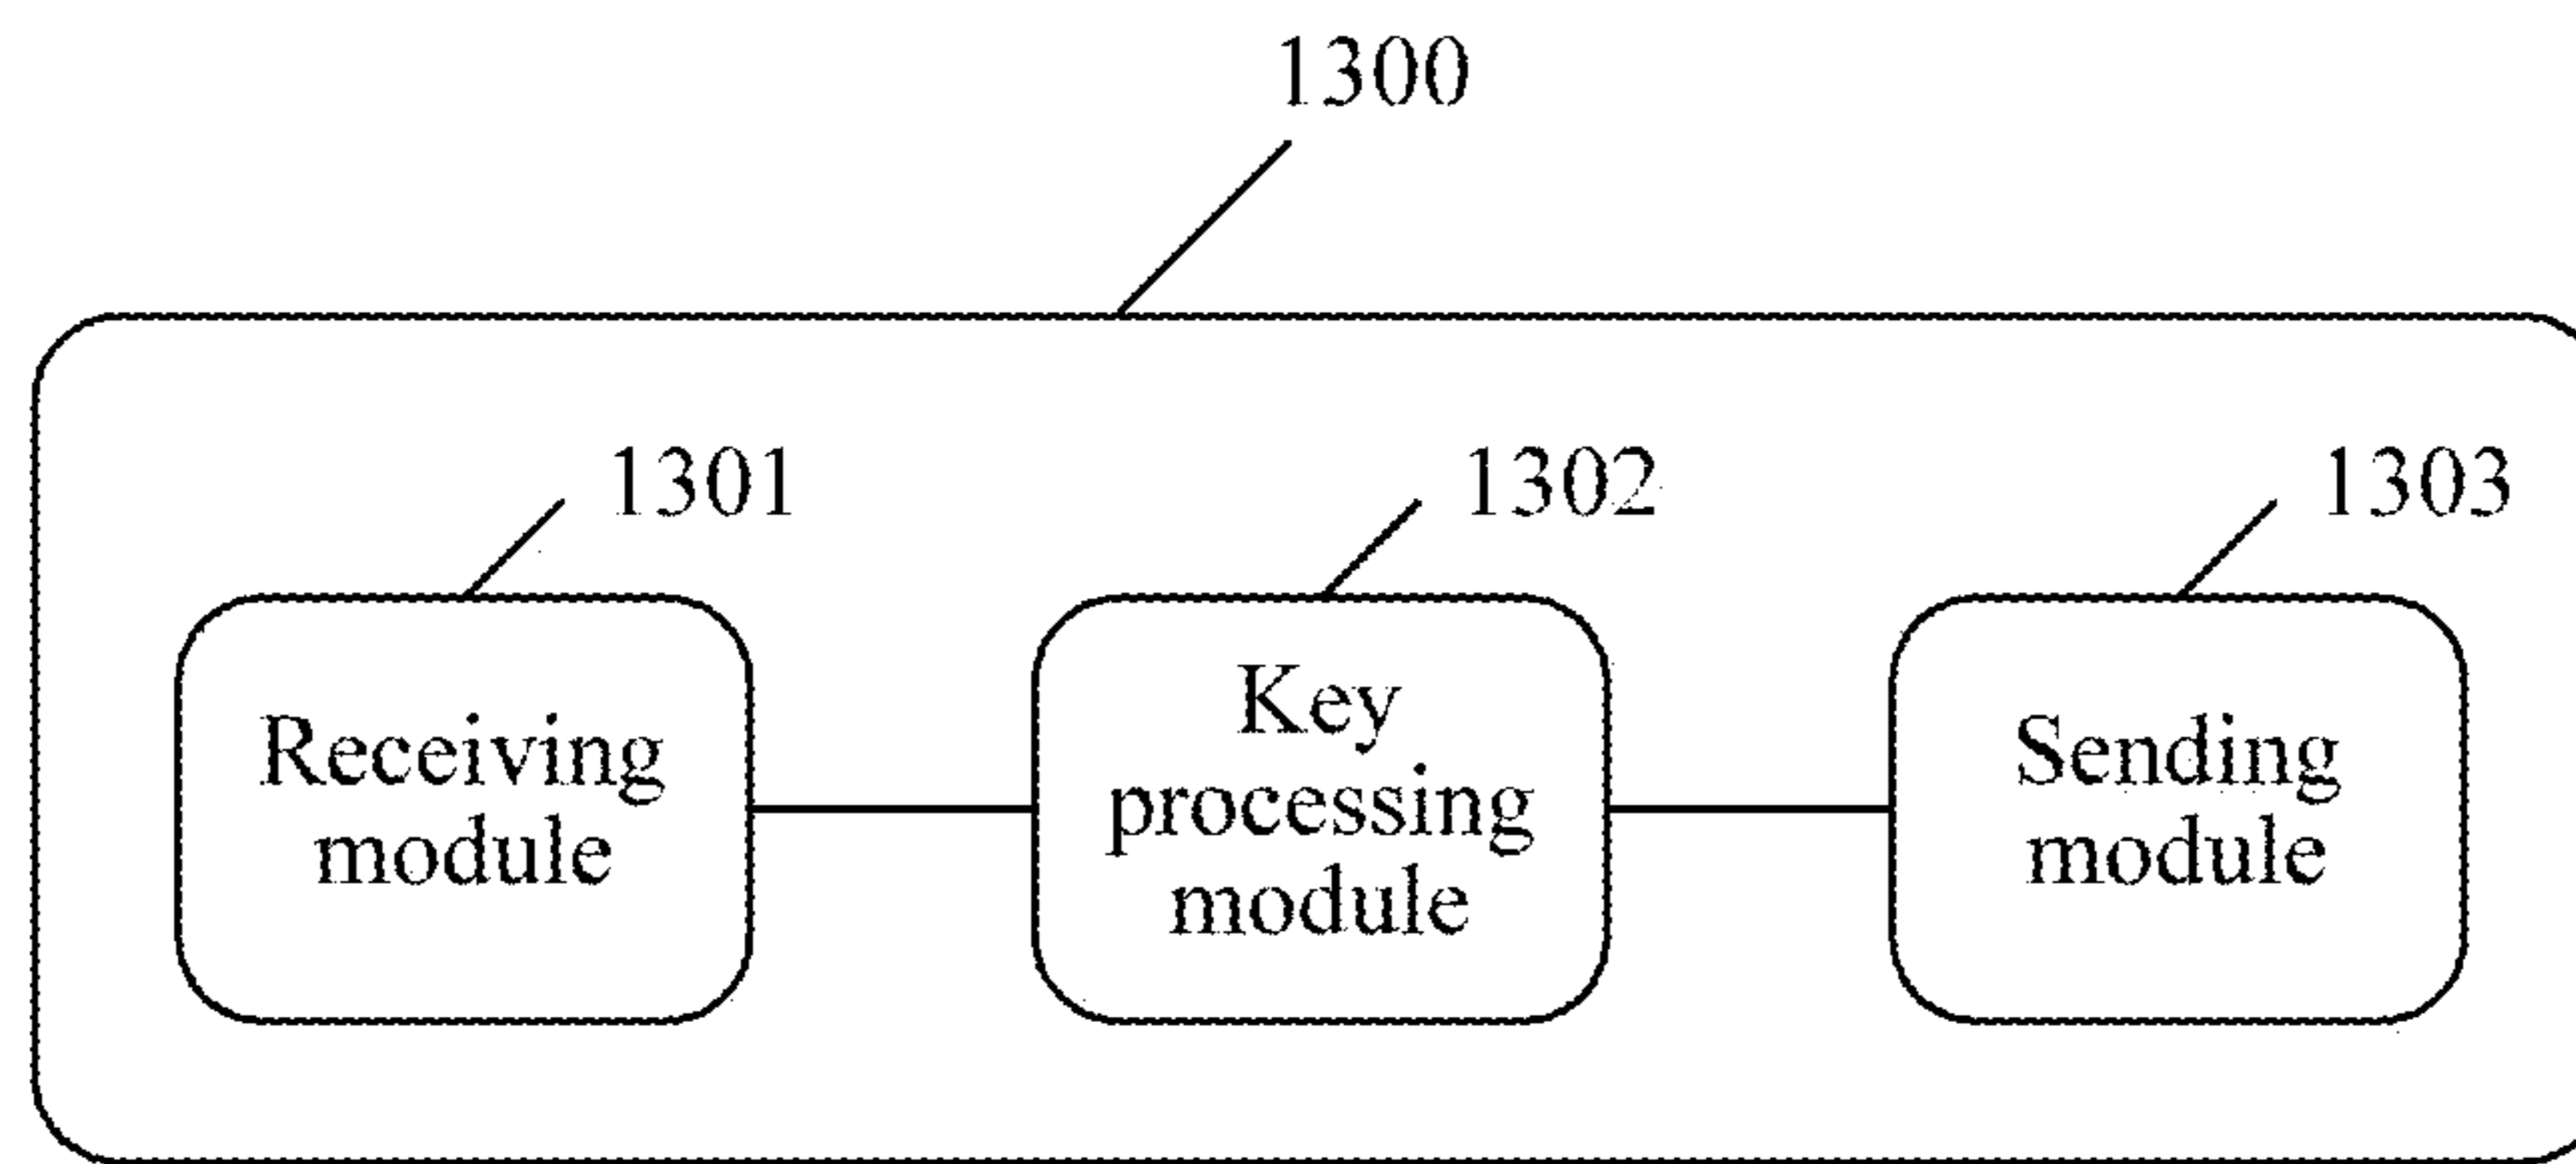 1300
1301
1302
1303
Receiving
module
Key
processing
module
Sending
module